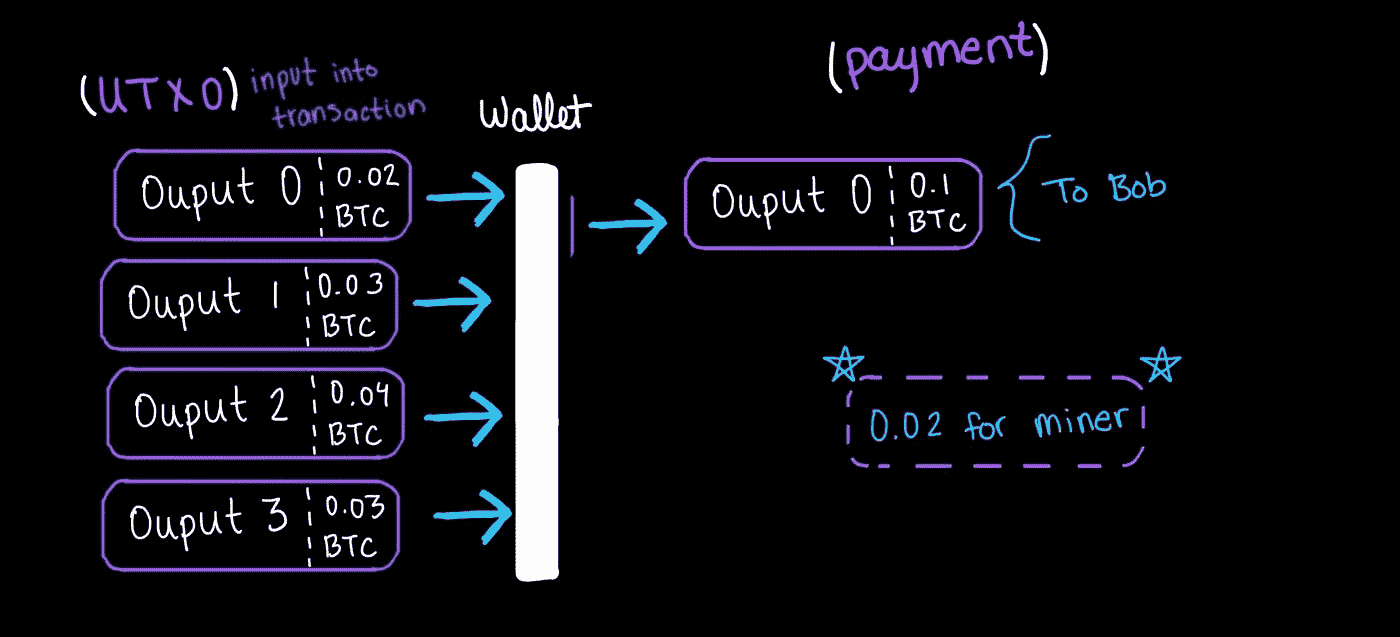 (UTXO) input into
transaction
Wallet
(payment)
Ouput 0 0.02
BTC
Ouput 1 0.03
BTC
Ouput 2 0.04
BTC
Ouput 3 0.03
BTC
Ouput 0 0.1
BTC
To Bob
0.02 for miner